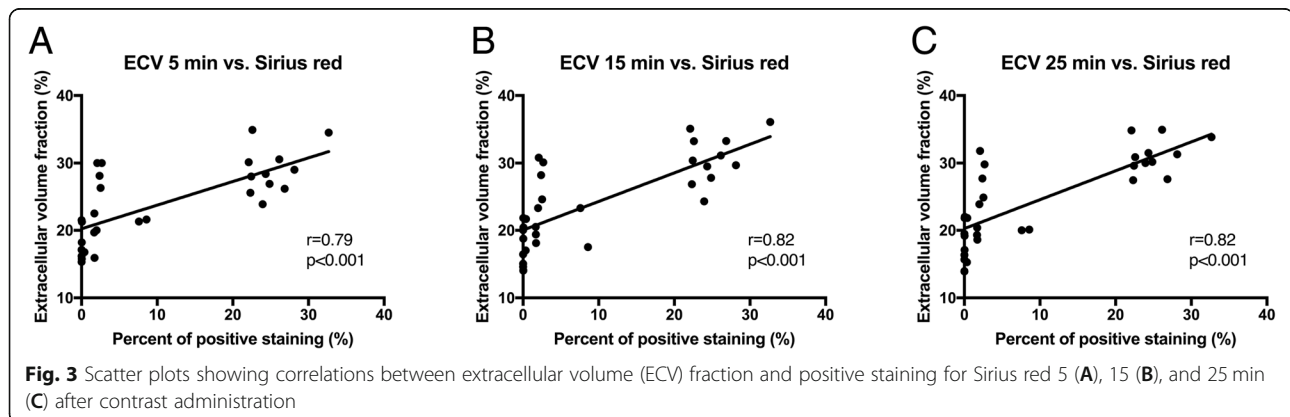 A
ECV 5 min vs. Sirius red
Extracellular volume fraction (%)
40
30
20
10
r=0.79
p<0.001
0 10 20 30 40
Percent of positive staining (%)
B
ECV 15 min vs. Sirius red
Extracellular volume fraction (%)
40
30
20
10
r=0.82
p<0.001
0 10 20 30 40
Percent of positive staining (%)
C
ECV 25 min vs. Sirius red
Extracellular volume fraction (%)
40
30
20
10
r=0.82
p<0.001
0 10 20 30 40
Percent of positive staining (%)
Fig. 3 Scatter plots showing correlations between extracellular volume (ECV) fraction and positive staining for Sirius red 5 (A), 15 (B), and 25 min
(C) after contrast administration